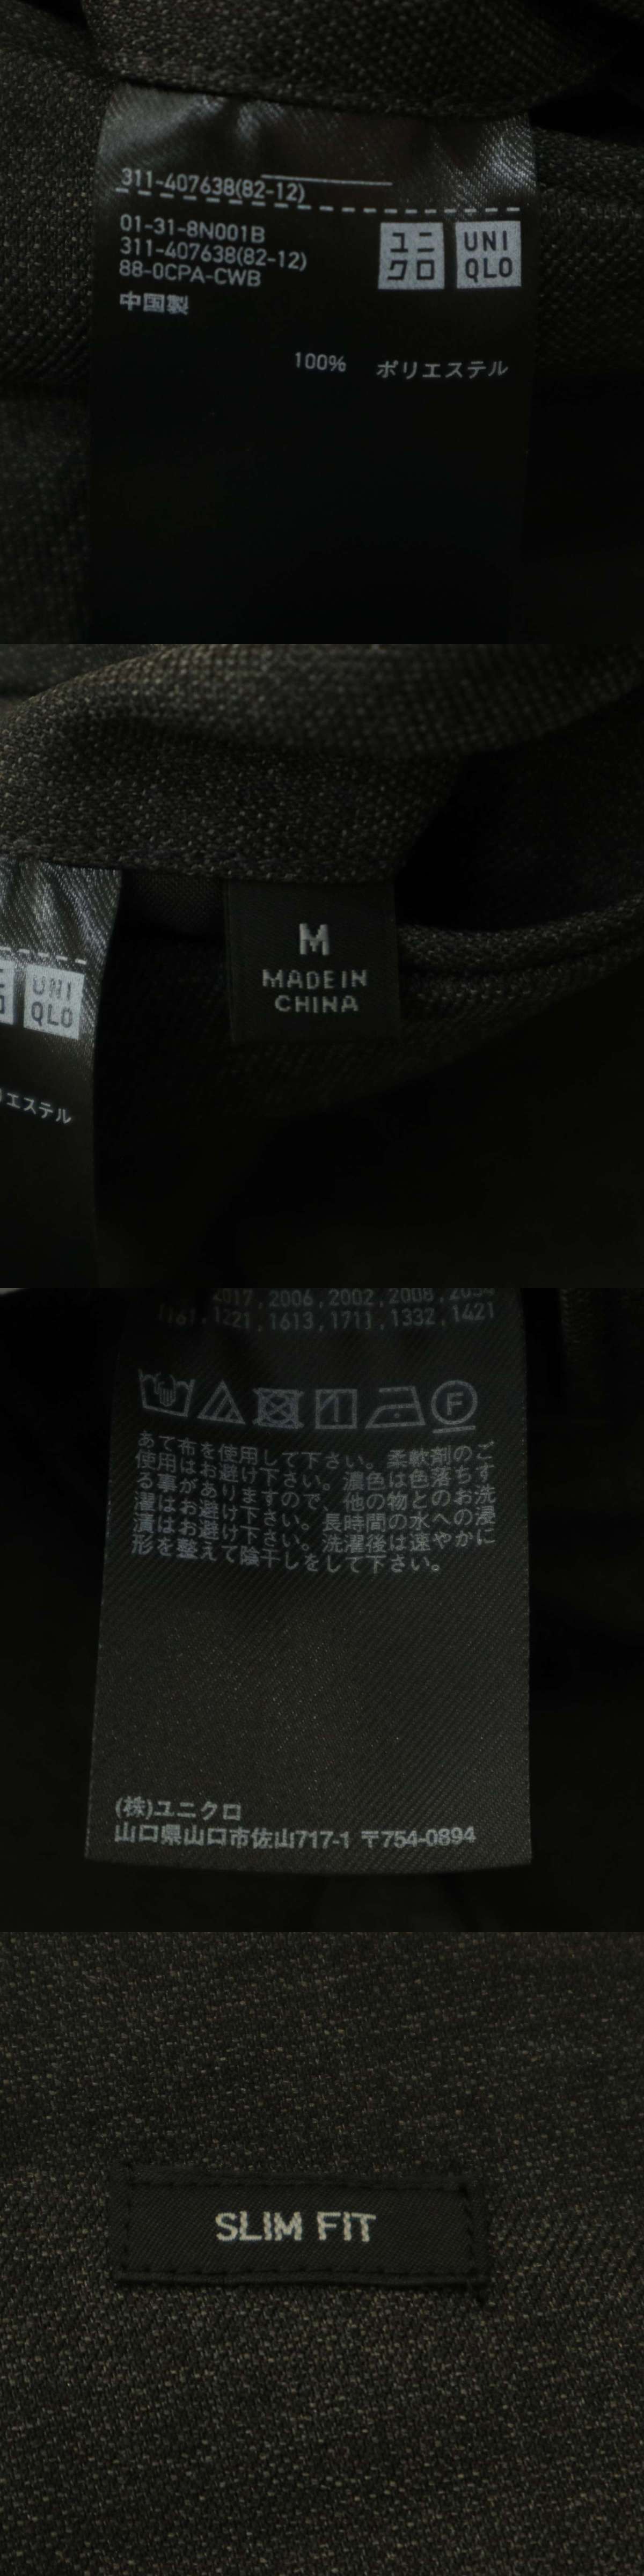 311-407638(82-12)
01-31-8N001B
311-407638(82-12)
88-0CPA-CWB
中国製
ユニ
クロ
UNI
QLO
100% ポリエステル
M
MADE IN
CHINA
UNI
QLO
リエステル
2017,2006,2002,2008,
1161,1221,1613,1711,1332,1421
F
あて布を使用して下さい。柔軟剤のご
使用はお避け下さい。濃色は色落ちす
る事がありますので、他の物とのお洗
濯はお避け下さい。長時間の水への浸
漬はお避け下さい。洗濯後は速やかに
形を整えて陰干しをして下さい。
(株)ユニクロ
山口県山口市佐山717-1 〒754-0894
SLIM FIT